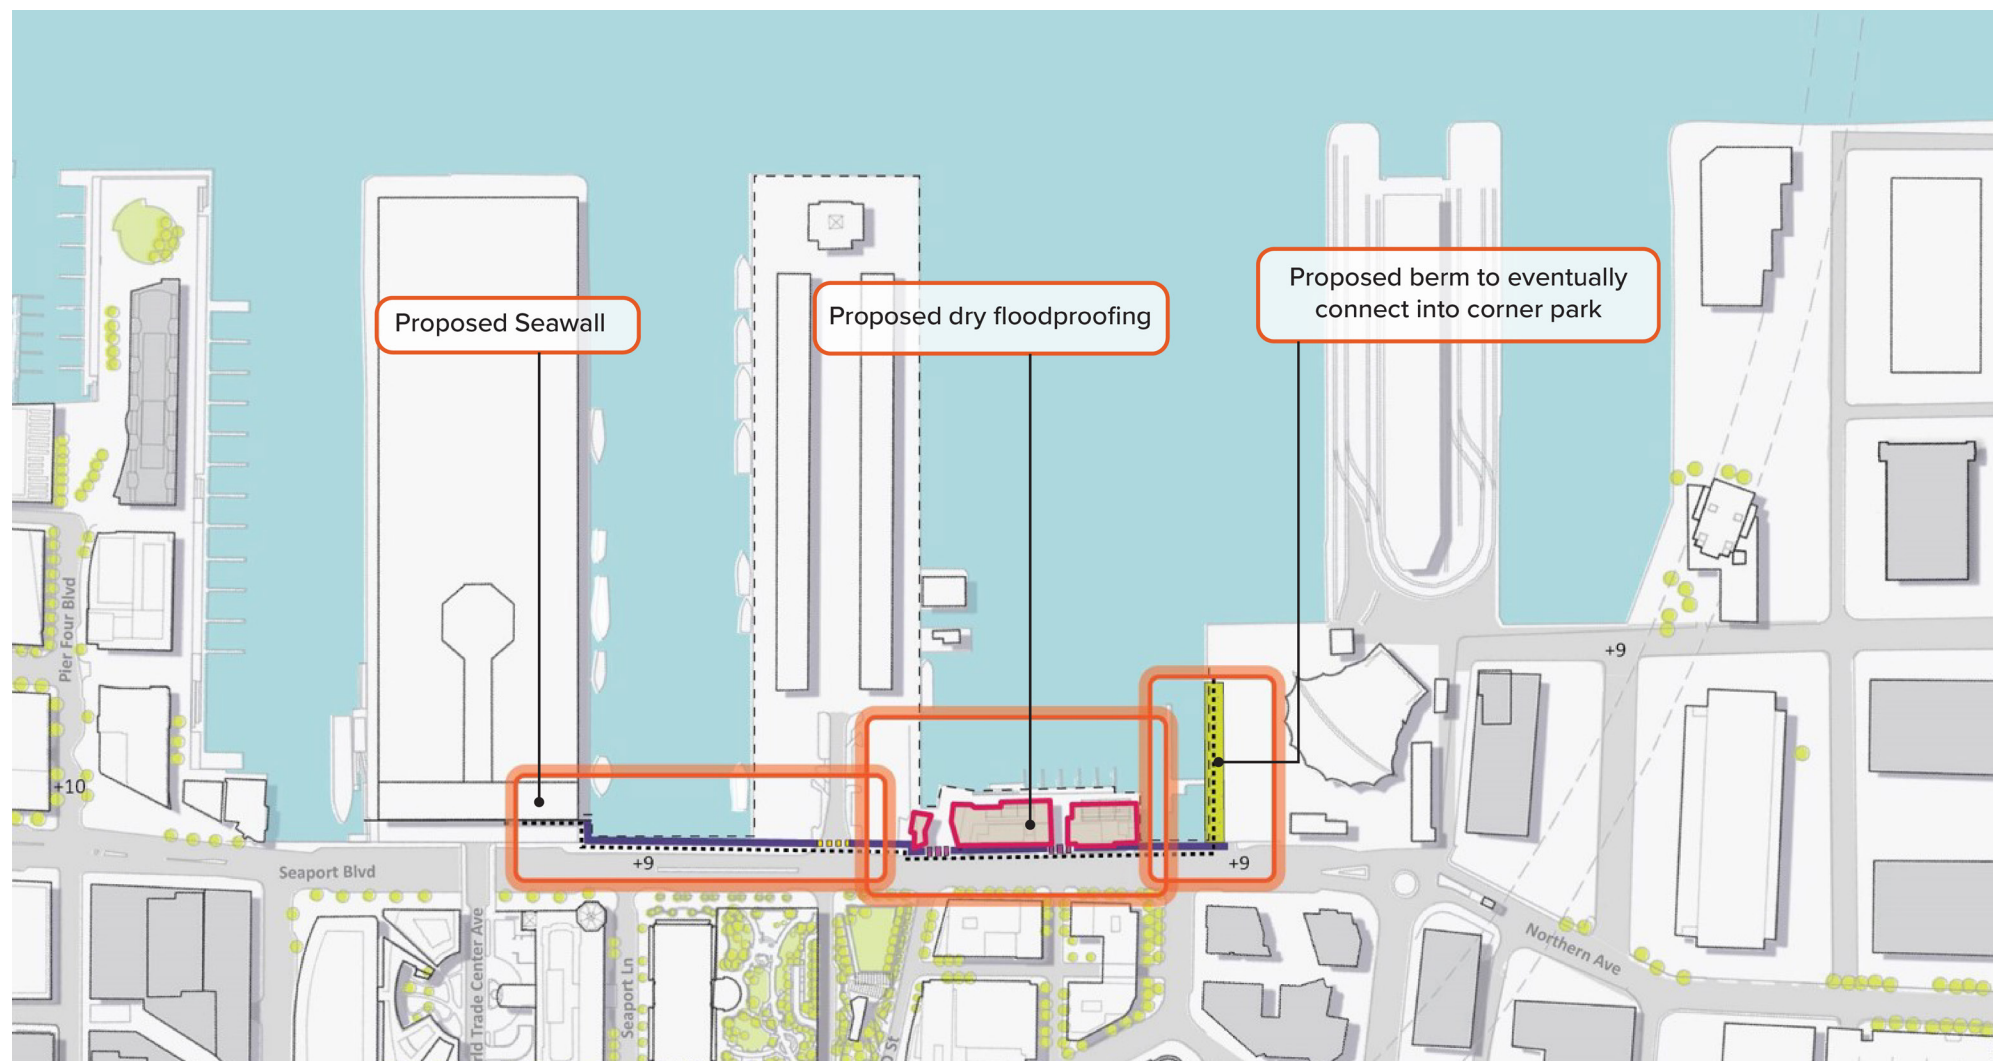 Proposed Seawall
Proposed dry floodproofing
Proposed berm to eventually
connect into corner park
Pier Four Blvd
+10
+9
+9
+9
Seaport Blvd
rld Trade Center Ave
Seaport Ln
D St
Northern Ave